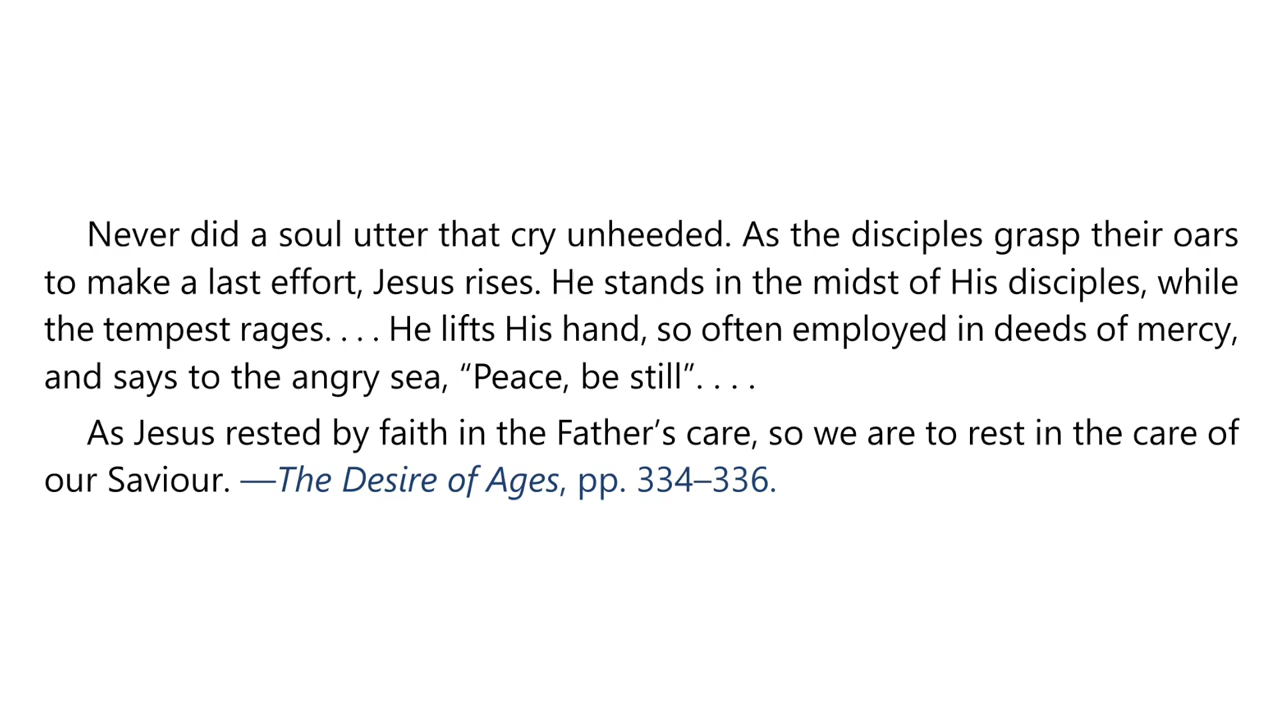 Never did a soul utter that cry unheeded. As the disciples grasp their oars
to make a last effort, Jesus rises. He stands in the midst of His disciples, while
the tempest rages. . . . He lifts His hand, so often employed in deeds of mercy,
and says to the angry sea, “Peace, be still”. . . .
As Jesus rested by faith in the Father’s care, so we are to rest in the care of
our Saviour. —The Desire of Ages, pp. 334–336.